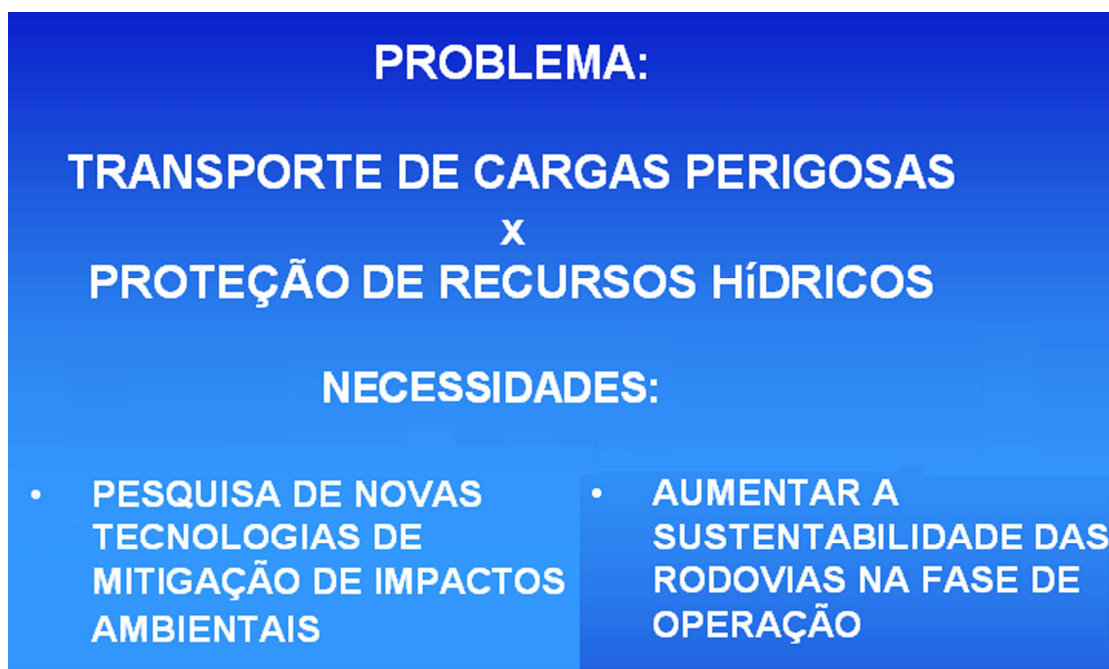 PROBLEMA:
TRANSPORTE DE CARGAS PERIGOSAS
x
PROTEÇÃO DE RECURSOS HíDRICOS
NECESSIDADES:
• PESQUISA DE NOVAS
TECNOLOGIAS DE
MITIGAÇÃO DE IMPACTOS
AMBIENTAIS
• AUMENTAR A
SUSTENTABILIDADE DAS
RODOVIAS NA FASE DE
OPERAÇÃO